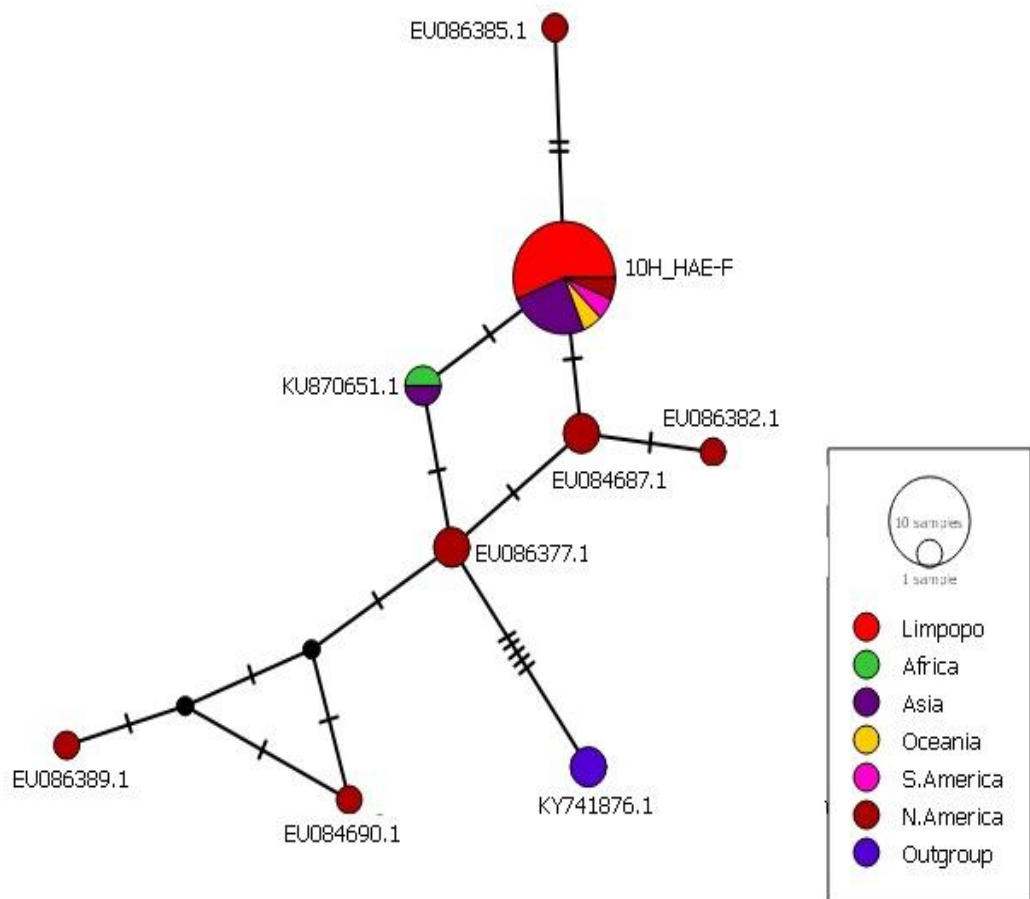 EU086385.1
10H_HAE-F
KU870651.1
EU086382.1
EU084687.1
EU086377.1
EU086389.1
EU084690.1
KY741876.1
10 samples
1 sample
Limpopo
Africa
Asia
Oceania
S.America
N.America
Outgroup